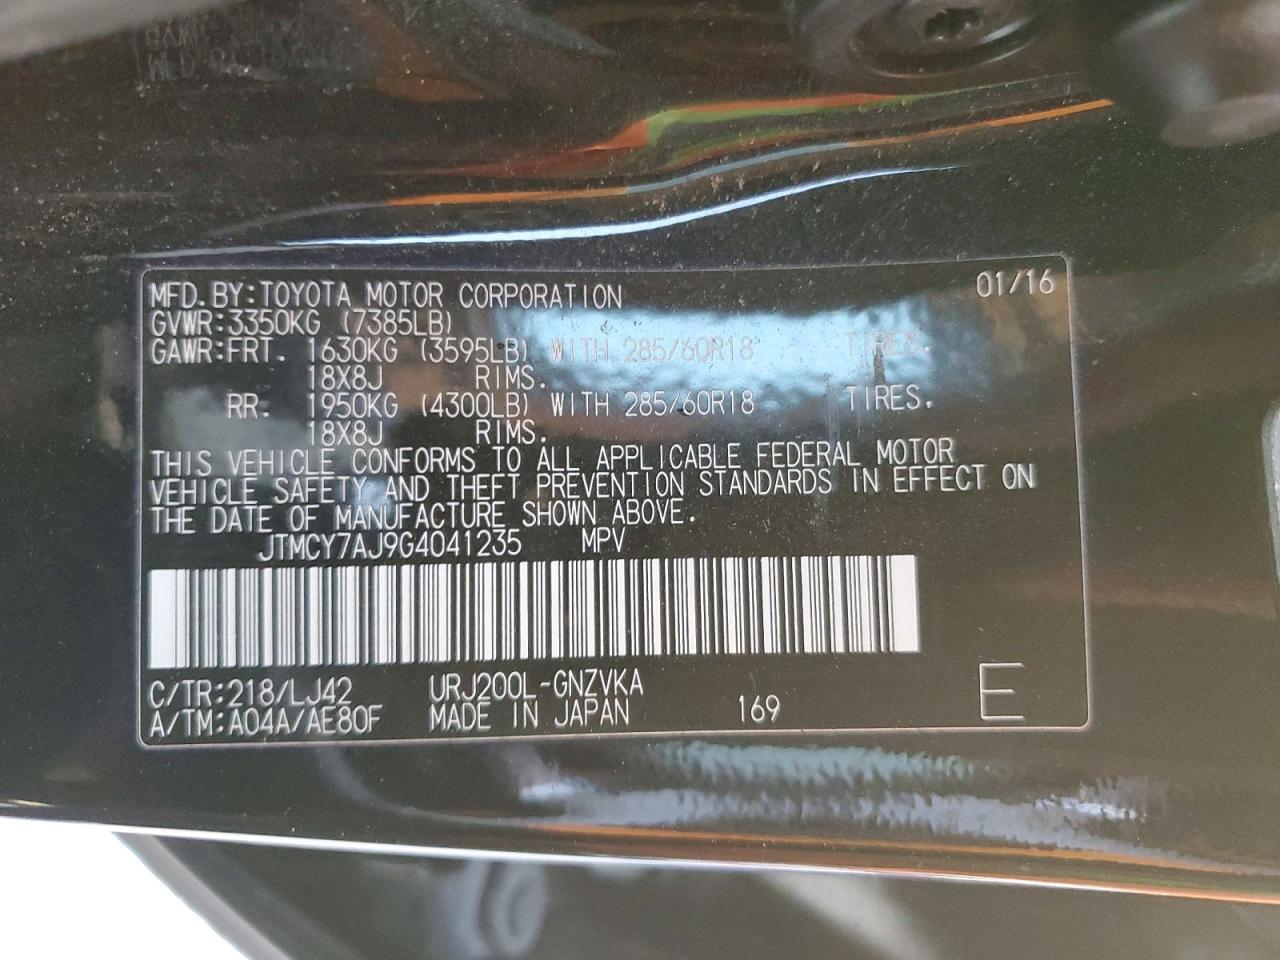 MFD. BY: TOYOTA MOTOR CORPORATION 01/16
GVWR: 3350KG (7385LB)
GAWR: FRT. 1630KG (3595LB) WITH 285/60R18 TIRES.
18X8J RIMS.
RR. 1950KG (4300LB) WITH 285/60R18 TIRES.
18X8J RIMS.
THIS VEHICLE CONFORMS TO ALL APPLICABLE FEDERAL MOTOR
VEHICLE SAFETY AND THEFT PREVENTION STANDARDS IN EFFECT ON
THE DATE OF MANUFACTURE SHOWN ABOVE.
JTMCY7AJ9G4041235 MPV
C/TR: 218/LJ42 URJ200L-GNZVKA
A/TM: A04A/AE80F MADE IN JAPAN 169 E